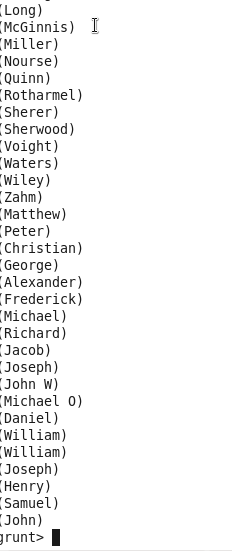 (Long)
(McGinnis)
(Miller)
(Nourse)
(Quinn)
(Rotharmel)
(Sherer)
(Sherwood)
(Voight)
(Waters)
(Wiley)
(Zahm)
(Matthew)
(Peter)
(Christian)
(George)
(Alexander)
(Frederick)
(Michael)
(Richard)
(Jacob)
(Joseph)
(John W)
(Michael O)
(Daniel)
(William)
(William)
(Joseph)
(Henry)
(Samuel)
(John)
grunt>